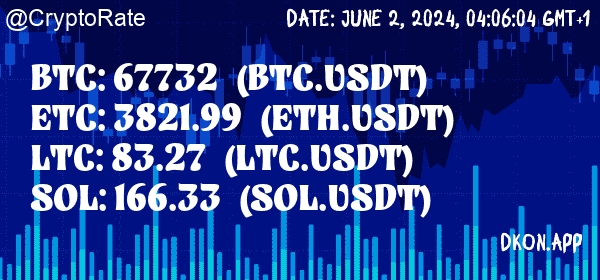 @CryptoRate
DATE: JUNE 2, 2024, 04:06:04 GMT+1
BTC: 67732 (BTC.USDT)
ETC: 3821.99 (ETH.USDT)
LTC: 83.27 (LTC.USDT)
SOL: 166.33 (SOL.USDT)
DKON.APP